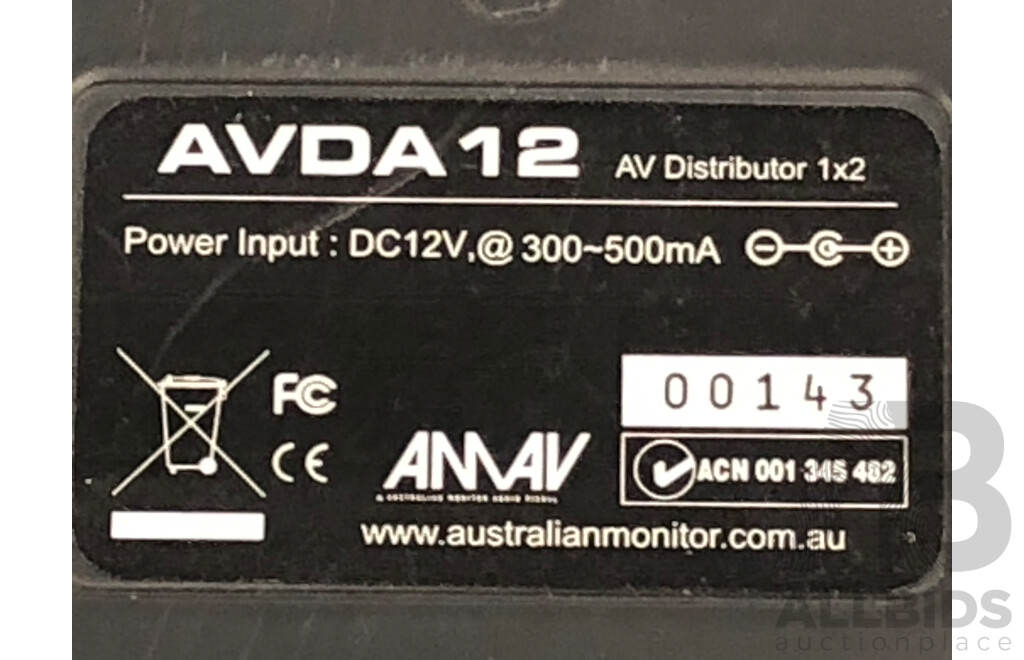 AVDA12 AV Distributor 1x2
Power Input : DC12V,@ 300~500mA
00143
FC
CE
AMAV
ACN 001 345 482
www.australianmonitor.com.au
ALLBIDS
auctionplace